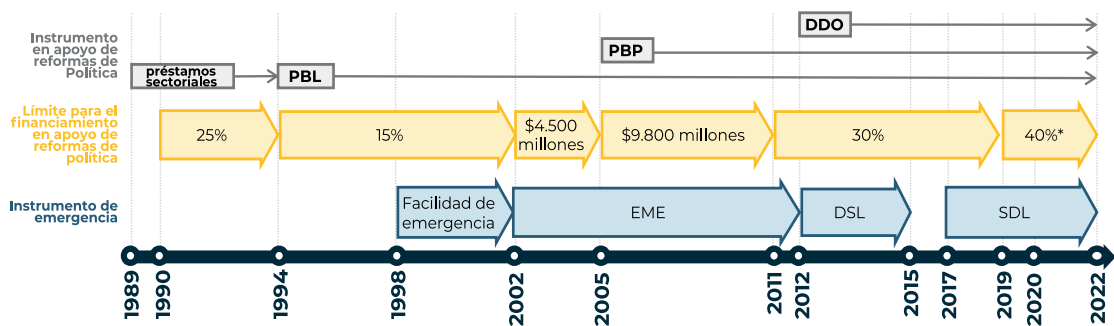 Instrumento
en apoyo de
reformas de
Política
DDO
PBP
préstamos
sectoriales
PBL
Límite para el
financiamiento
en apoyo de
reformas de
política
25%
15%
$4.500
millones
$9.800 millones
30%
40%*
Instrumento de
emergencia
Facilidad de
emergencia
EME
DSL
SDL
1989
1990
1994
1998
2002
2005
2011
2012
2015
2017
2019
2020
2022